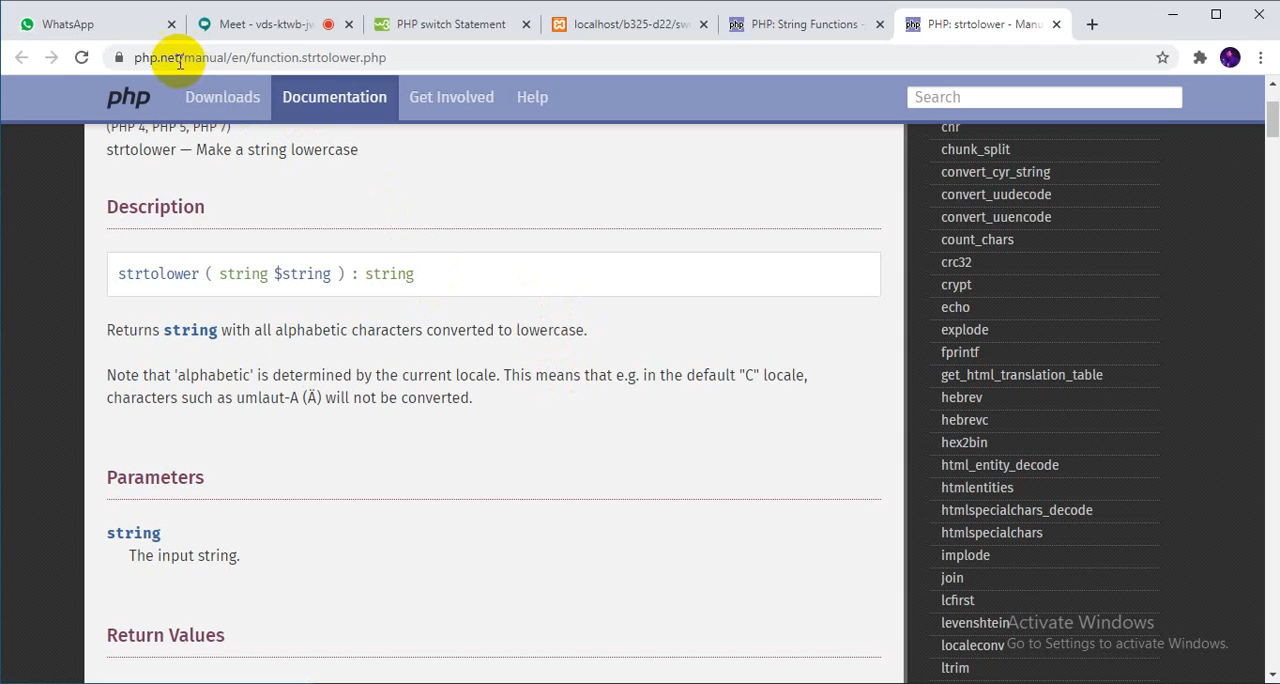 WhatsApp
Meet - vds-ktwb-jw
PHP switch Statement
localhost/b325-d22/sw
PHP: String Functions -
PHP: strtolower - Manu
php.net/manual/en/function.strtolower.php
php
Downloads
Documentation
Get Involved
Help
Search
(PHP 4, PHP 5, PHP 7)
strtolower — Make a string lowercase
Description
strtolower ( string $string ) : string
Returns string with all alphabetic characters converted to lowercase.
Note that 'alphabetic' is determined by the current locale. This means that e.g. in the default "C" locale,
characters such as umlaut-A (Ä) will not be converted.
Parameters
string
The input string.
Return Values
chr
chunk_split
convert_cyr_string
convert_uudecode
convert_uuencode
count_chars
crc32
crypt
echo
explode
fprintf
get_html_translation_table
hebrev
hebrevc
hex2bin
html_entity_decode
htmlentities
htmlspecialchars_decode
htmlspecialchars
implode
join
lcfirst
levenshtein
localeconv
ltrim
Activate Windows
Go to Settings to activate Windows.